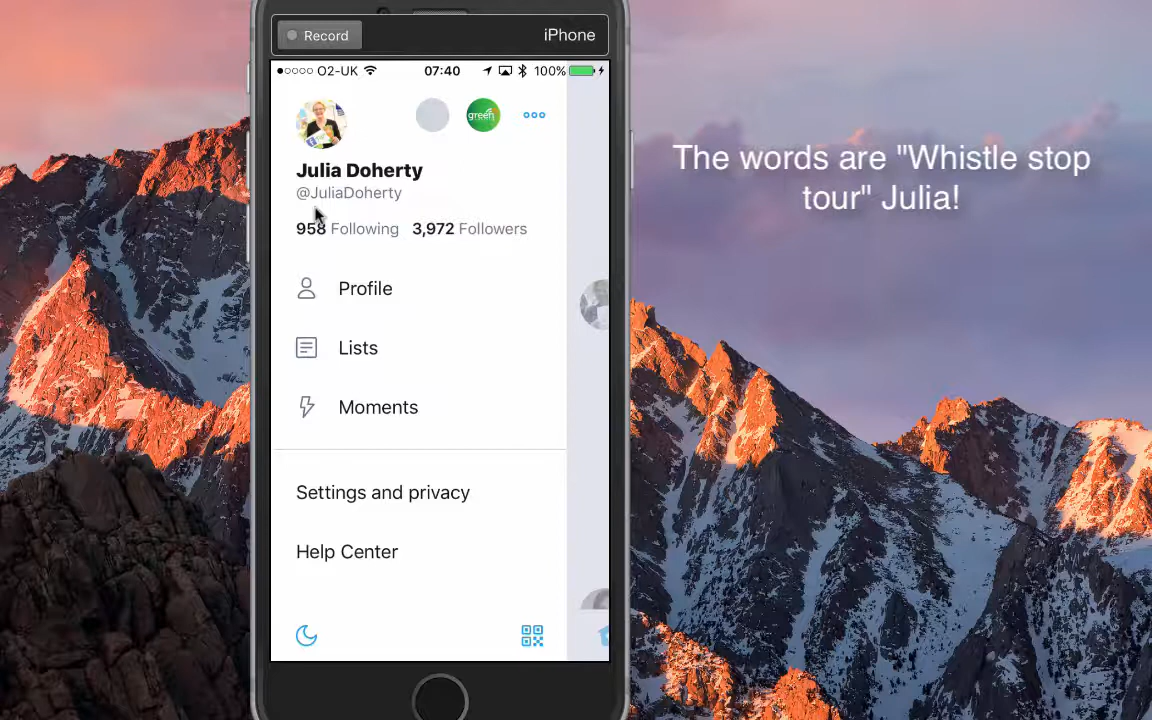 Record
iPhone
O2-UK 07:40 100%
green
Julia Doherty
@JuliaDoherty
958 Following 3,972 Followers
Profile
Lists
Moments
Settings and privacy
Help Center
The words are "Whistle stop
tour" Julia!